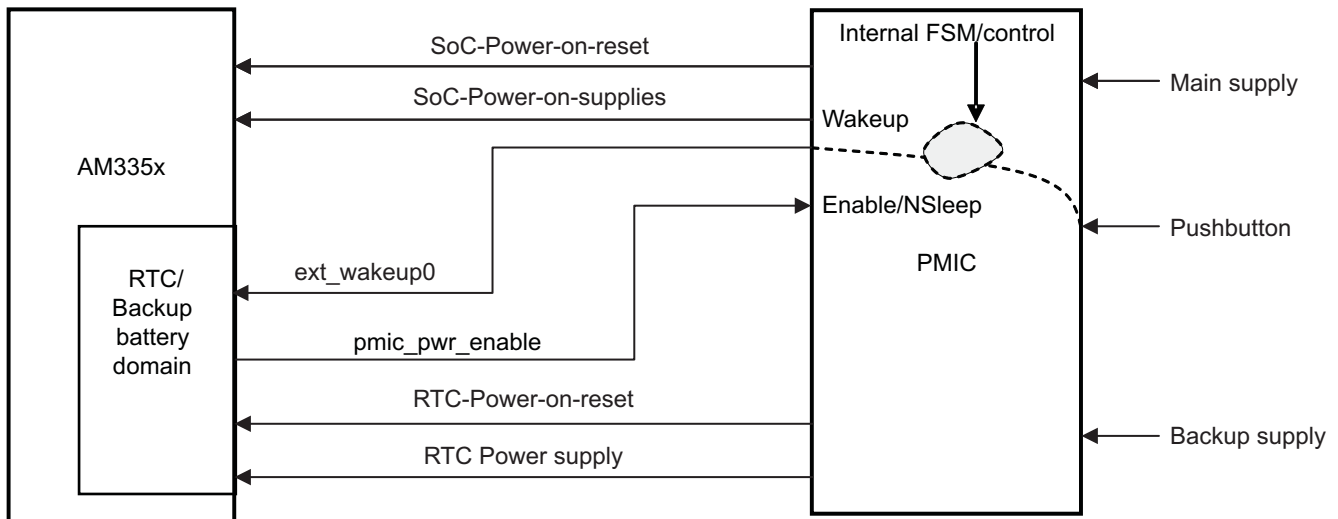 Internal FSM/control
SoC-Power-on-reset
Main supply
SoC-Power-on-supplies
Wakeup
AM335x
Enable/NSleep
Pushbutton
PMIC
RTC/
Backup
battery
domain
ext_wakeup0
pmic_pwr_enable
RTC-Power-on-reset
Backup supply
RTC Power supply